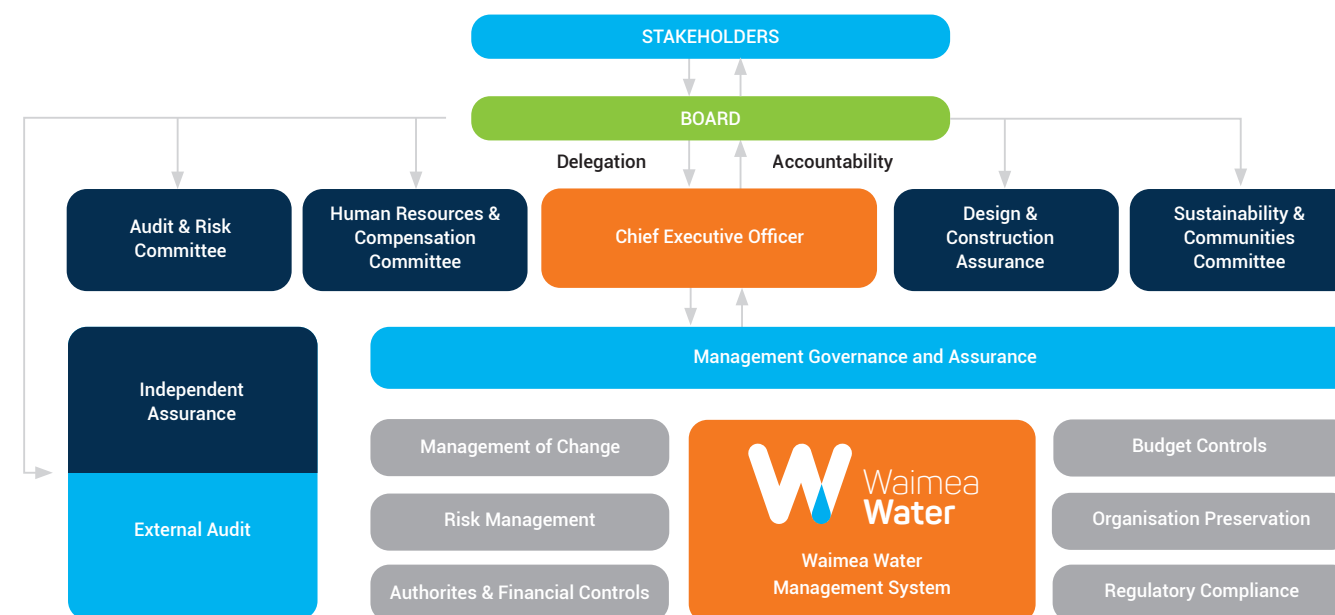 STAKEHOLDERS
BOARD
Delegation
Accountability
Audit & Risk
Committee
Human Resources &
Compensation
Committee
Chief Executive Officer
Design &
Construction
Assurance
Sustainability &
Communities
Committee
Independent
Assurance
External Audit
Management Governance and Assurance
Management of Change
Risk Management
Authorites & Financial Controls
Waimea
Water
Waimea Water
Management System
Budget Controls
Organisation Preservation
Regulatory Compliance